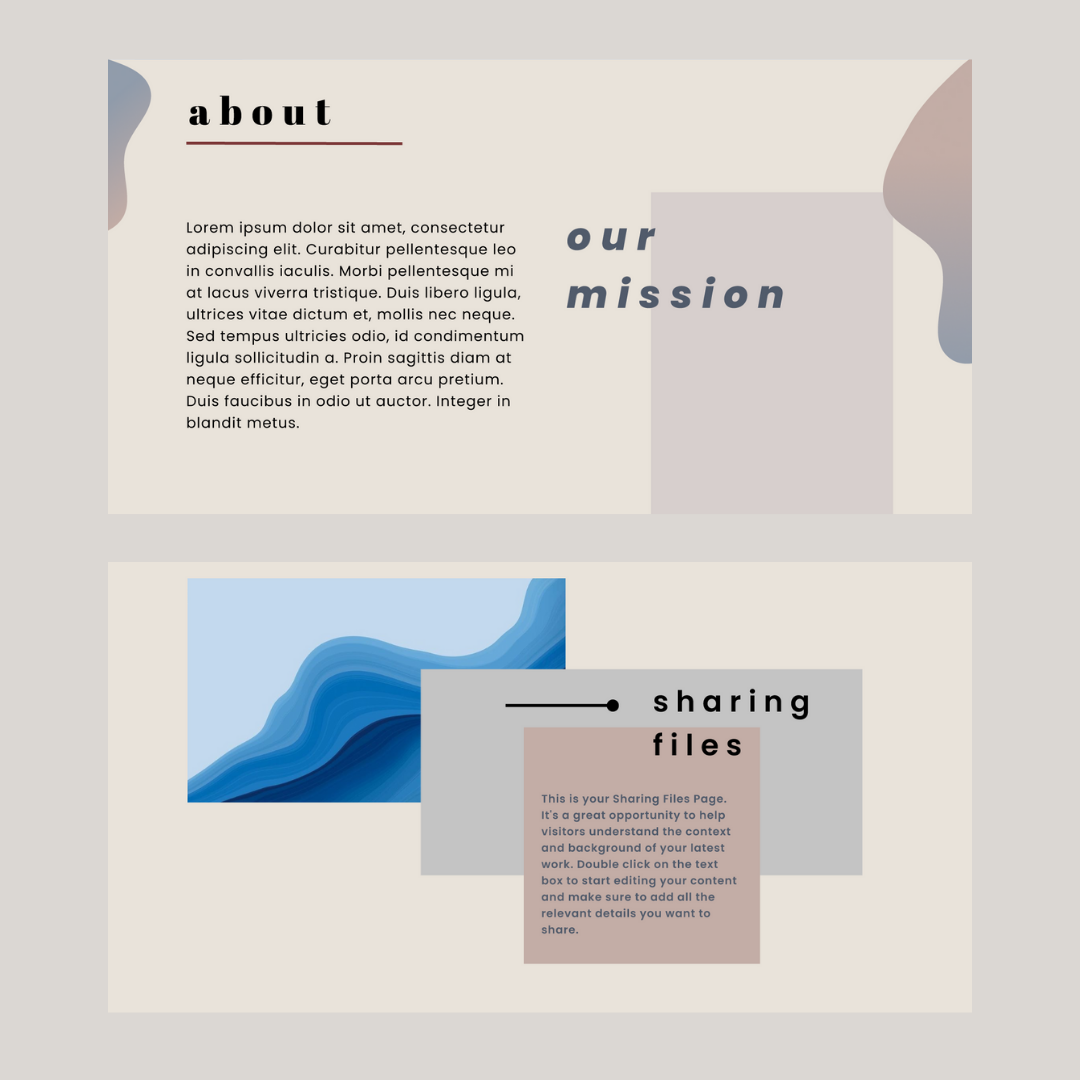 about
Lorem ipsum dolor sit amet, consectetur
adipiscing elit. Curabitur pellentesque leo
in convallis iaculis. Morbi pellentesque mi
at lacus viverra tristique. Duis libero ligula,
ultrices vitae dictum et, mollis nec neque.
Sed tempus ultricies odio, id condimentum
ligula sollicitudin a. Proin sagittis diam at
neque efficitur, eget porta arcu pretium.
Duis faucibus in odio ut auctor. Integer in
blandit metus.
our
mission
sharing
files
This is your Sharing Files Page.
It's a great opportunity to help
visitors understand the context
and background of your latest
work. Double click on the text
box to start editing your content
and make sure to add all the
relevant details you want to
share.